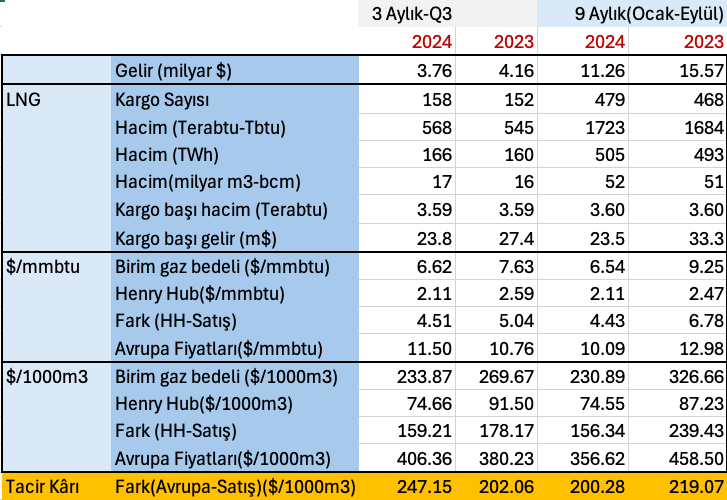 3 Aylık-Q3 9 Aylık(Ocak-Eylül)
2024 2023 2024 2023
Gelir (milyar $) 3.76 4.16 11.26 15.57
LNG Kargo Sayısı 158 152 479 468
Hacim (Terabtu-Tbtu) 568 545 1723 1684
Hacim (TWh) 166 160 505 493
Hacim(milyar m3-bcm) 17 16 52 51
Kargo başı hacim (Terabtu) 3.59 3.59 3.60 3.60
Kargo başı gelir (m$) 23.8 27.4 23.5 33.3
$/mmbtu Birim gaz bedeli ($/mmbtu) 6.62 7.63 6.54 9.25
Henry Hub($/mmbtu) 2.11 2.59 2.11 2.47
Fark (HH-Satış) 4.51 5.04 4.43 6.78
Avrupa Fiyatları($/mmbtu) 11.50 10.76 10.09 12.98
$/1000m3 Birim gaz bedeli ($/1000m3) 233.87 269.67 230.89 326.66
Henry Hub($/1000m3) 74.66 91.50 74.55 87.23
Fark (HH-Satış) 159.21 178.17 156.34 239.43
Avrupa Fiyatları($/1000m3) 406.36 380.23 356.62 458.50
Tacir Kârı Fark(Avrupa-Satış)($/1000m3) 247.15 202.06 200.28 219.07